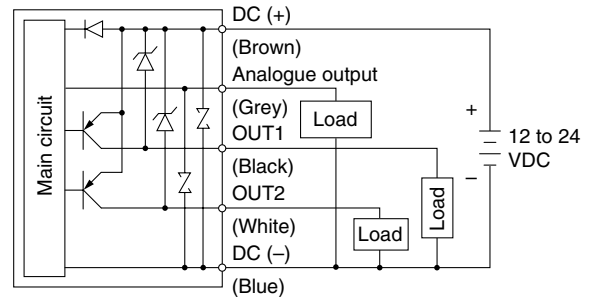 DC (+)
(Brown)
Analogue output
(Grey)
Load
OUT1
(Black)
OUT2
(White)
Load
Load
DC (–)
(Blue)
Main circuit
+
12 to 24
VDC
–